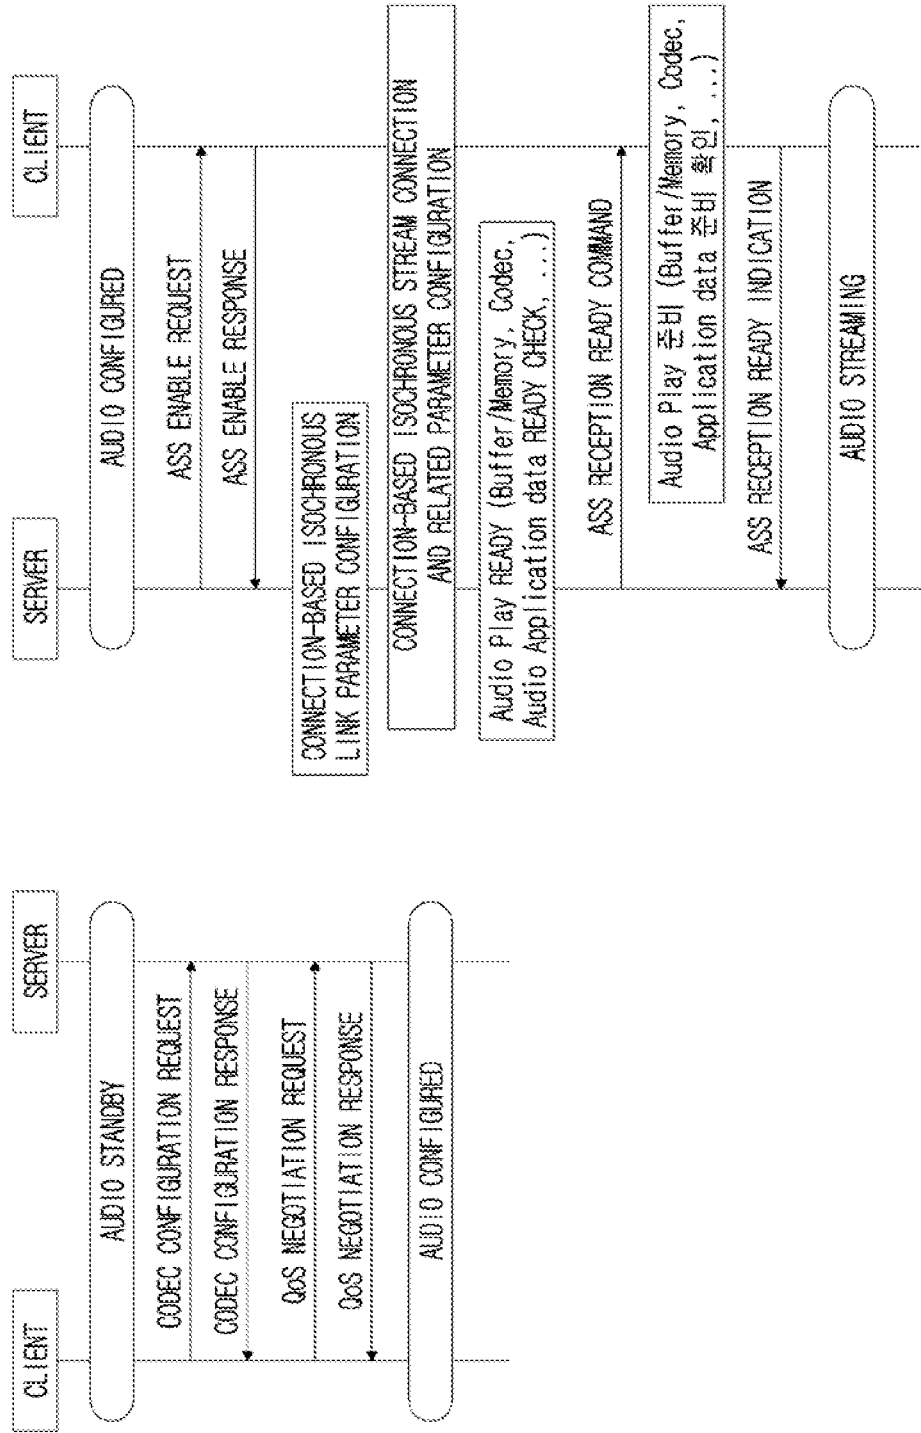 CLIENT
SERVER
AUDIO STANDBY
CODEC CONFIGURATION REQUEST
CODEC CONFIGURATION RESPONSE
QoS NEGOTIATION REQUEST
QoS NEGOTIATION RESPONSE
AUDIO CONFIGURED
SERVER
CLIENT
AUDIO CONFIGURED
ASS ENABLE REQUEST
ASS ENABLE RESPONSE
CONNECTION-BASED ISOCHRONOUS
LINK PARAMETER CONFIGURATION
CONNECTION-BASED ISOCHRONOUS STREAM CONNECTION
AND RELATED PARAMETER CONFIGURATION
Audio Play READY (Buffer/Memory, Codec,
Audio Application data READY CHECK, ...)
ASS RECEPTION READY COMMAND
Audio Play 준비 (Buffer/Memory, Codec,
Application data 준비 확인, ...)
ASS RECEPTION READY INDICATION
AUDIO STREAMING